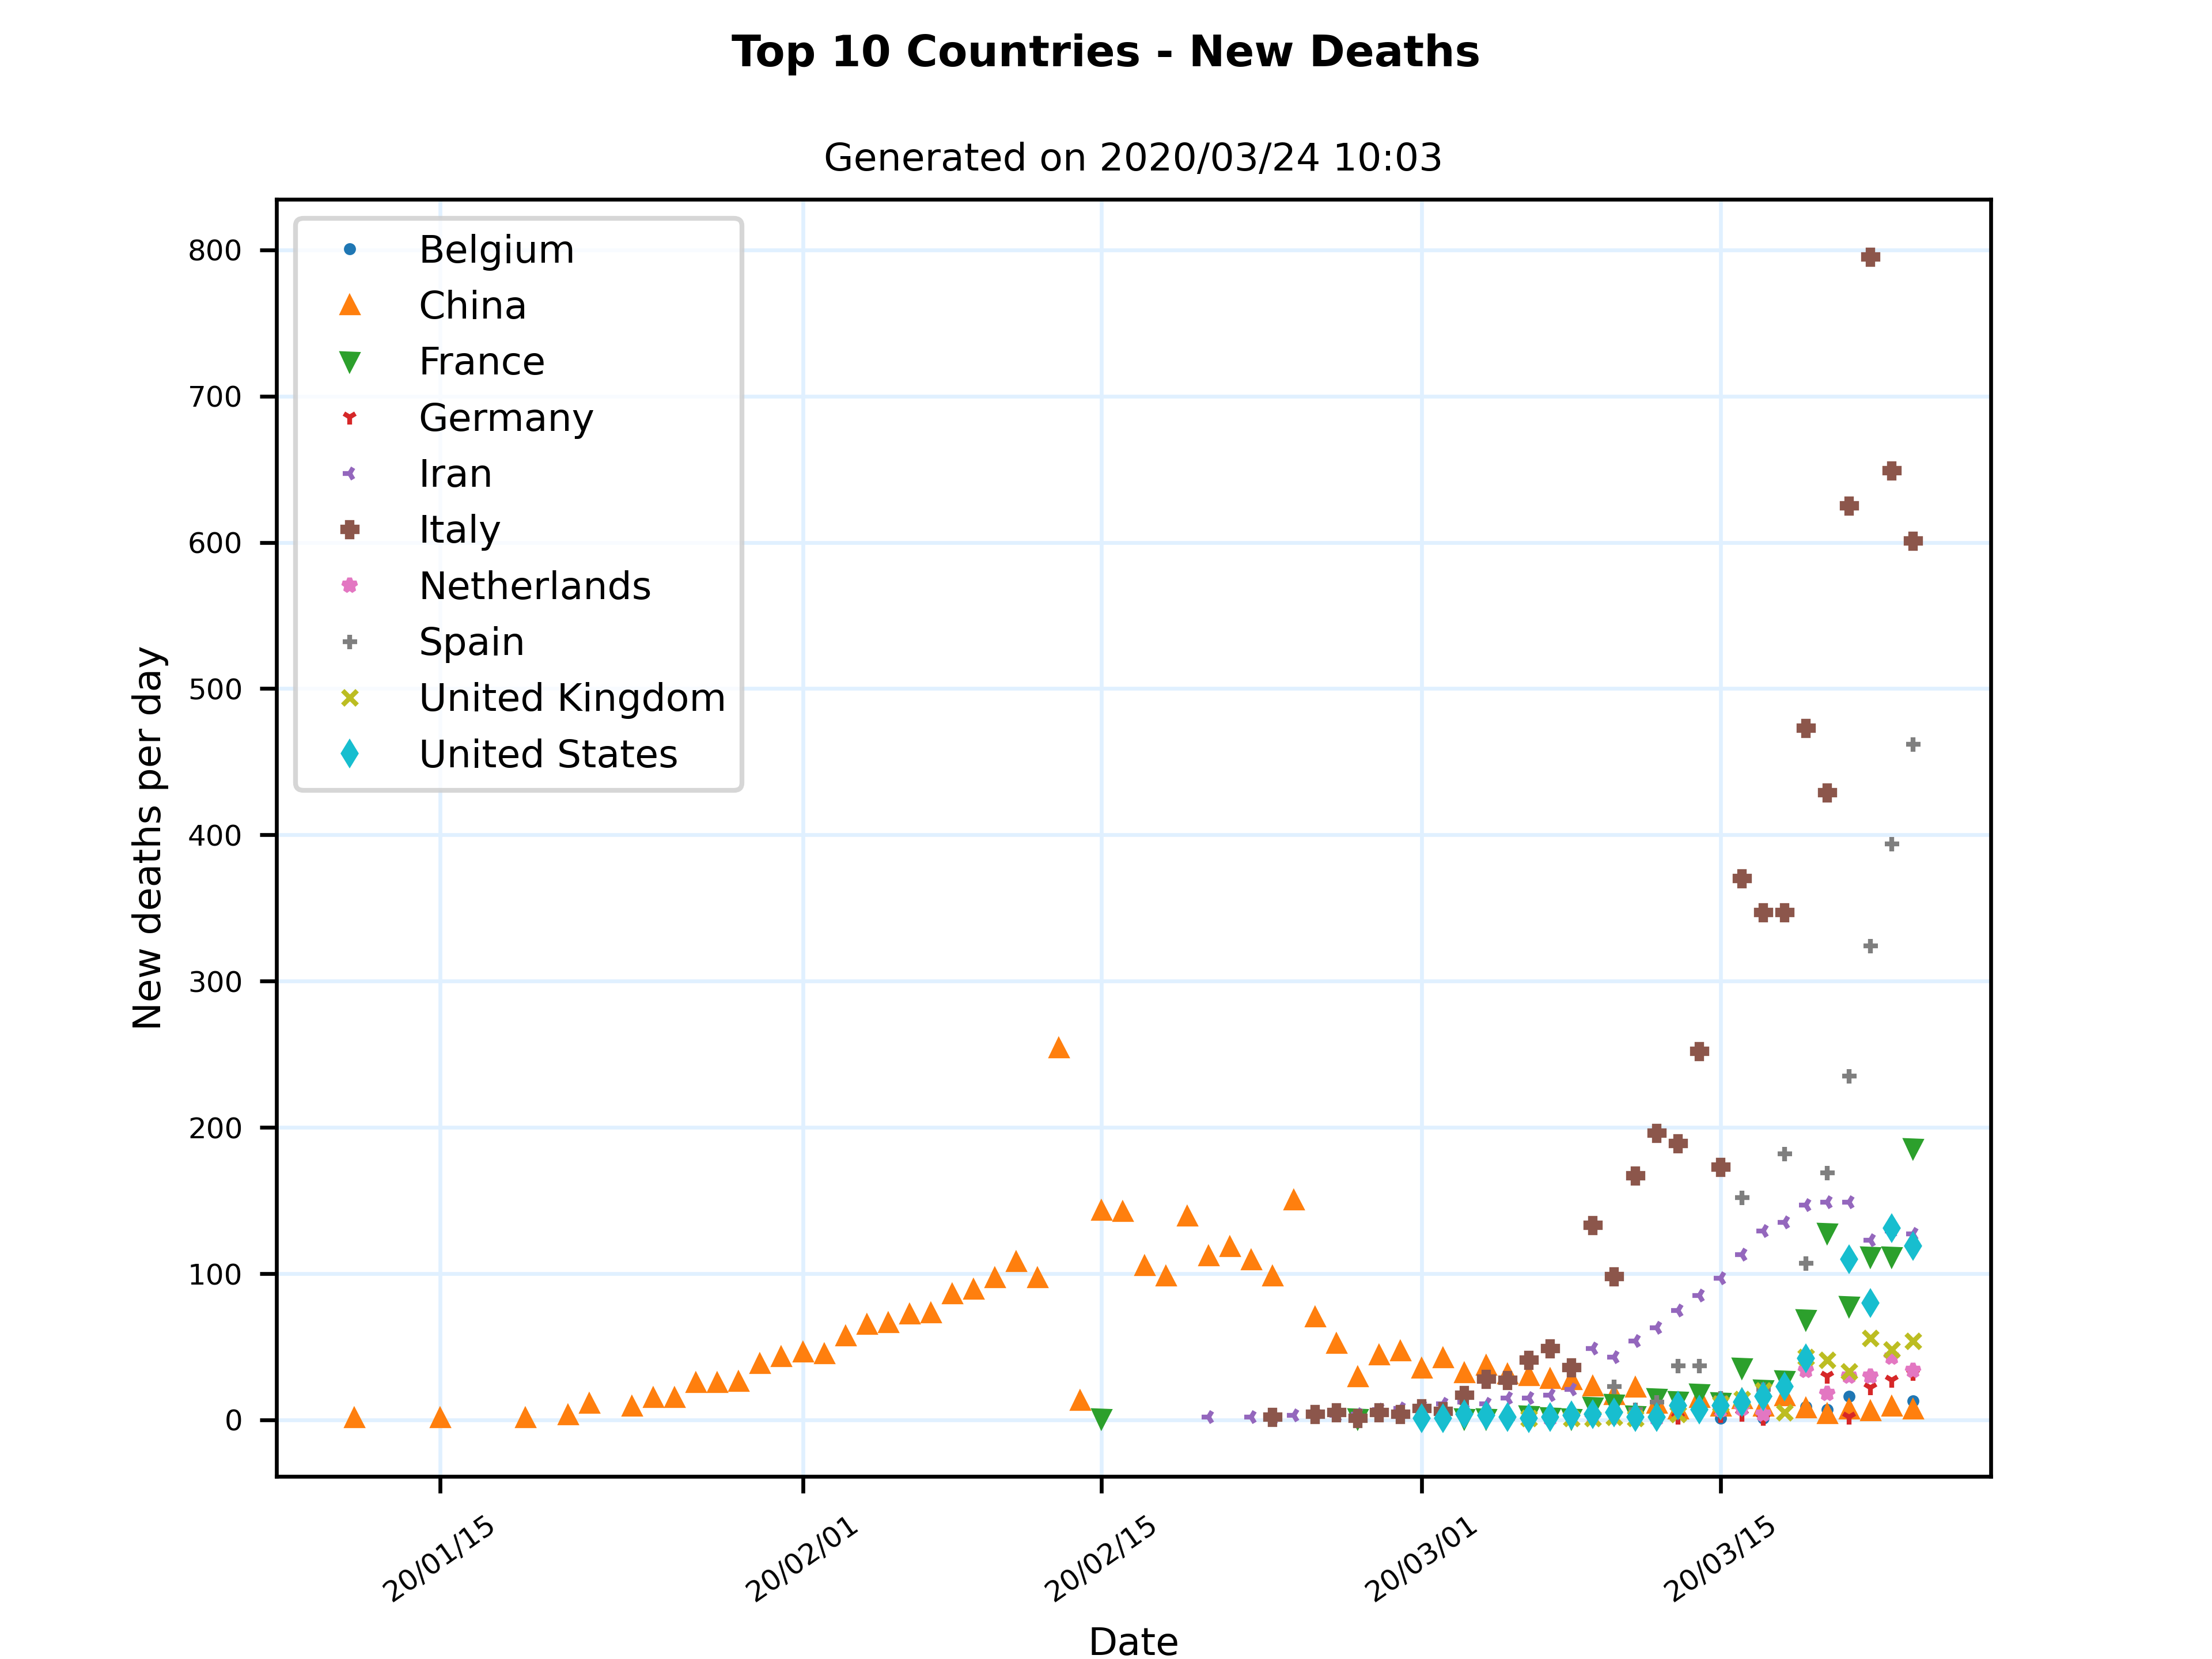 Top 10 Countries - New Deaths
Generated on 2020/03/24 10:03
Belgium
China
France
Germany
Iran
Italy
Netherlands
Spain
United Kingdom
United States
New deaths per day
800
700
600
500
400
300
200
100
0
20/01/15
20/02/01
20/02/15
20/03/01
20/03/15
Date